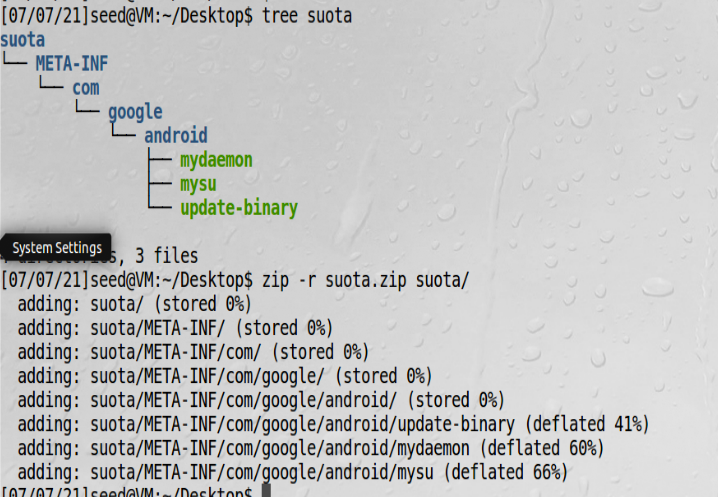 [07/07/21]seed@VM:~/Desktop$ tree suota
suota
└── META-INF
    └── com
        └── google
            └── android
                ├── mydaemon
                ├── mysu
                └── update-binary
System Settings
directories, 3 files
[07/07/21]seed@VM:~/Desktop$ zip -r suota.zip suota/
  adding: suota/ (stored 0%)
  adding: suota/META-INF/ (stored 0%)
  adding: suota/META-INF/com/ (stored 0%)
  adding: suota/META-INF/com/google/ (stored 0%)
  adding: suota/META-INF/com/google/android/ (stored 0%)
  adding: suota/META-INF/com/google/android/update-binary (deflated 41%)
  adding: suota/META-INF/com/google/android/mydaemon (deflated 60%)
  adding: suota/META-INF/com/google/android/mysu (deflated 66%)
[07/07/21]seed@VM:~/Desktop$